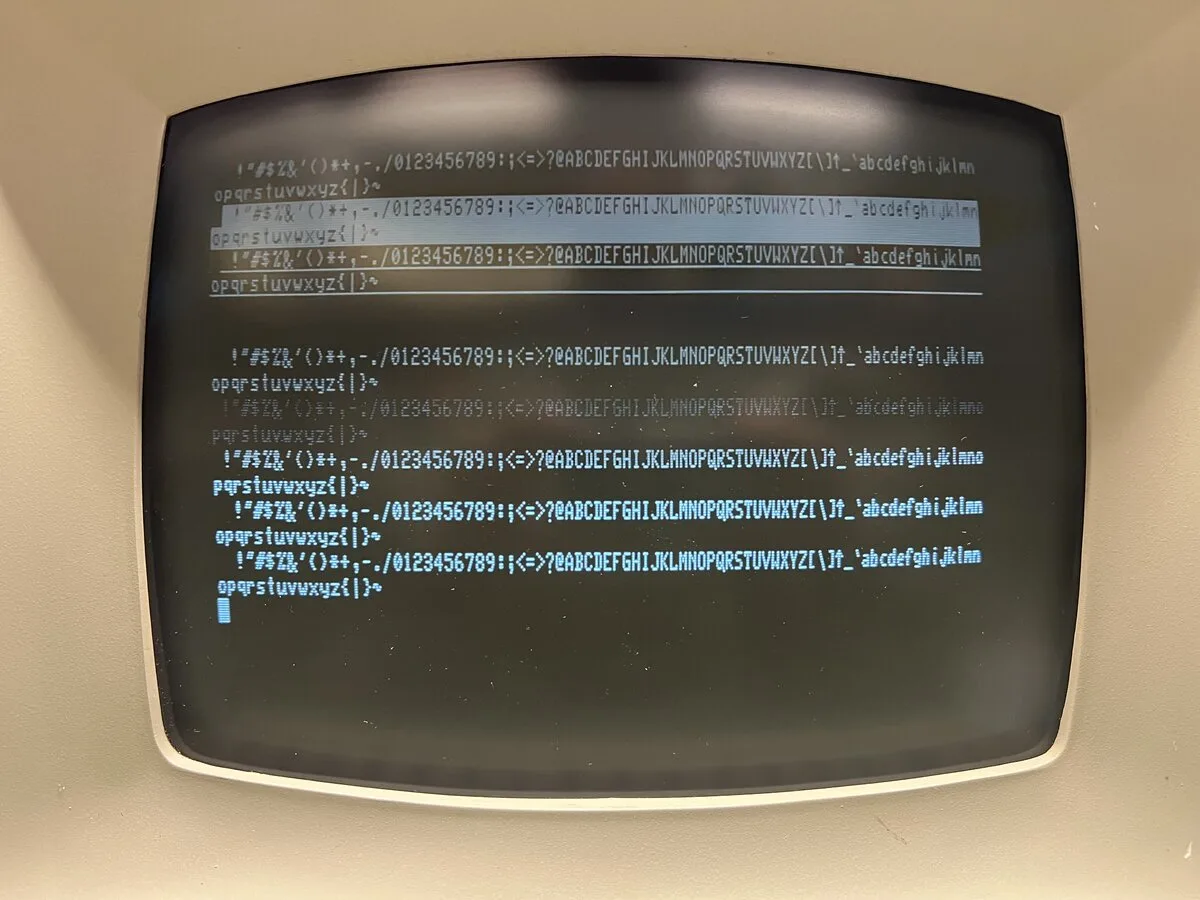 !"#$%&'()*+,-./0123456789:;<=>?@ABCDEFGHIJKLMNOPQRSTUVWXYZ[\]↑_`abcdefghijklmn
opqrstuvwxyz{|}~
 !"#$%&'()*+,-./0123456789:;<=>?@ABCDEFGHIJKLMNOPQRSTUVWXYZ[\]↑_`abcdefghijklmn
opqrstuvwxyz{|}~
 !"#$%&'()*+,-./0123456789:;<=>?@ABCDEFGHIJKLMNOPQRSTUVWXYZ[\]↑_`abcdefghijklmn
opqrstuvwxyz{|}~
 !"#$%&'()*+,-./0123456789:;<=>?@ABCDEFGHIJKLMNOPQRSTUVWXYZ[\]↑_`abcdefghijklmn
opqrstuvwxyz{|}~
 !"#$%&'()*+,-./0123456789:;<=>?@ABCDEFGHIJKLMNOPQRSTUVWXYZ[\]↑_`abcdefghijklmno
pqrstuvwxyz{|}~
 !"#$%&'()*+,-./0123456789:;<=>?@ABCDEFGHIJKLMNOPQRSTUVWXYZ[\]↑_`abcdefghijklmno
pqrstuvwxyz{|}~
 !"#$%&'()*+,-./0123456789:;<=>?@ABCDEFGHIJKLMNOPQRSTUVWXYZ[\]↑_`abcdefghijklmn
opqrstuvwxyz{|}~
 !"#$%&'()*+,-./0123456789:;<=>?@ABCDEFGHIJKLMNOPQRSTUVWXYZ[\]↑_`abcdefghijklmn
opqrstuvwxyz{|}~